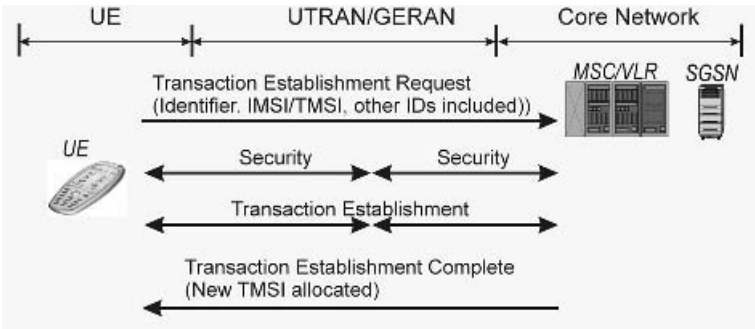 UE UTRAN/GERAN Core Network
MSC/VLR SGSN
Transaction Establishment Request
(Identifier. IMSI/TMSI, other IDs included))
UE
Security Security
Transaction Establishment
Transaction Establishment Complete
(New TMSI allocated)